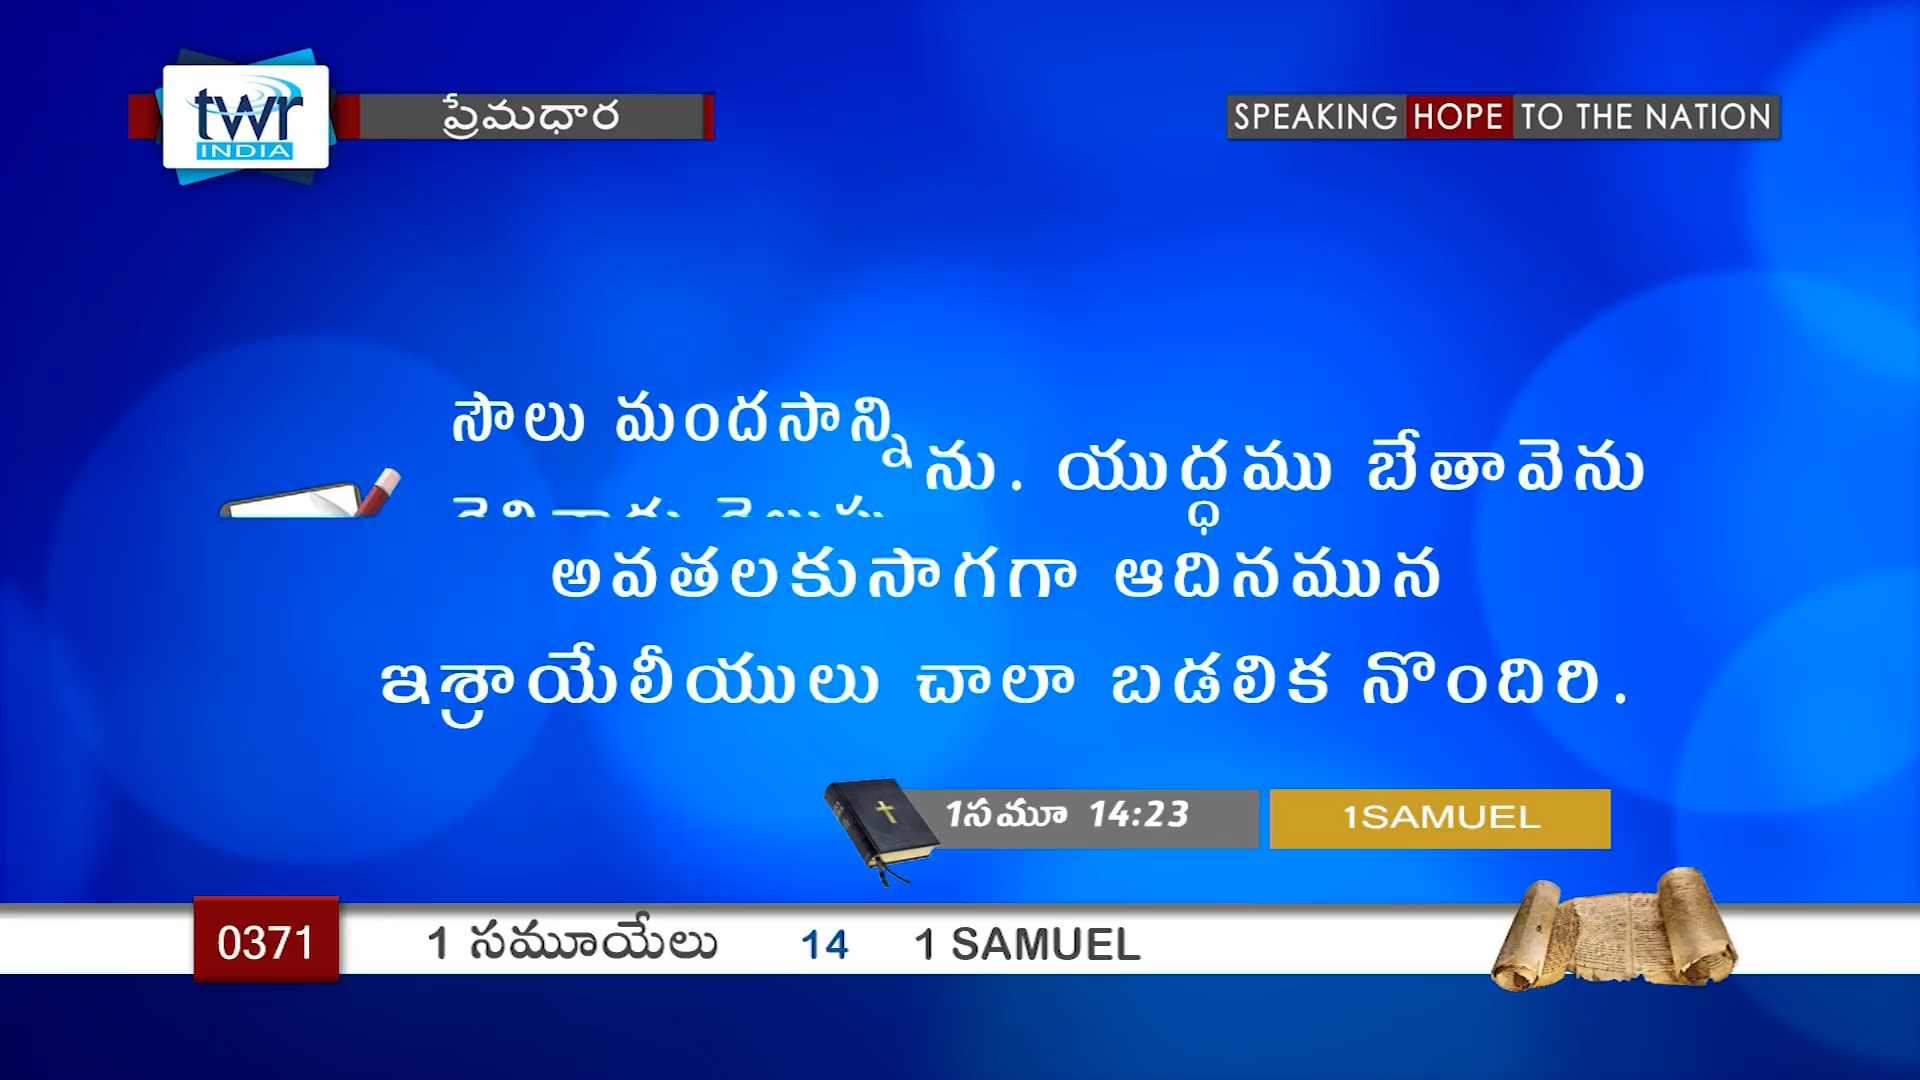 twr
INDIA
ప్రేమధార
SPEAKING HOPE TO THE NATION
సౌలు మందసాన్ని
ను. యుద్ధము బేతావెను
అవతలకుసాగగా ఆదినమున
ఇశ్రాయేలీయులు చాలా బడలిక నొందిరి.
1సమూ 14:23
1SAMUEL
0371
1 సమూయేలు 14 1 SAMUEL